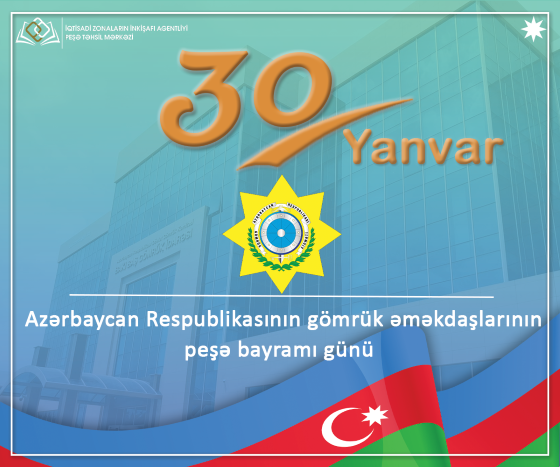 İQTİSADİ ZONALARIN İNKİŞAFI AGENTLİYİ
PEŞƏ TƏHSİL MƏRKƏZİ
30
Yanvar
Azərbaycan Respublikasının gömrük əməkdaşlarının
peşə bayramı günü